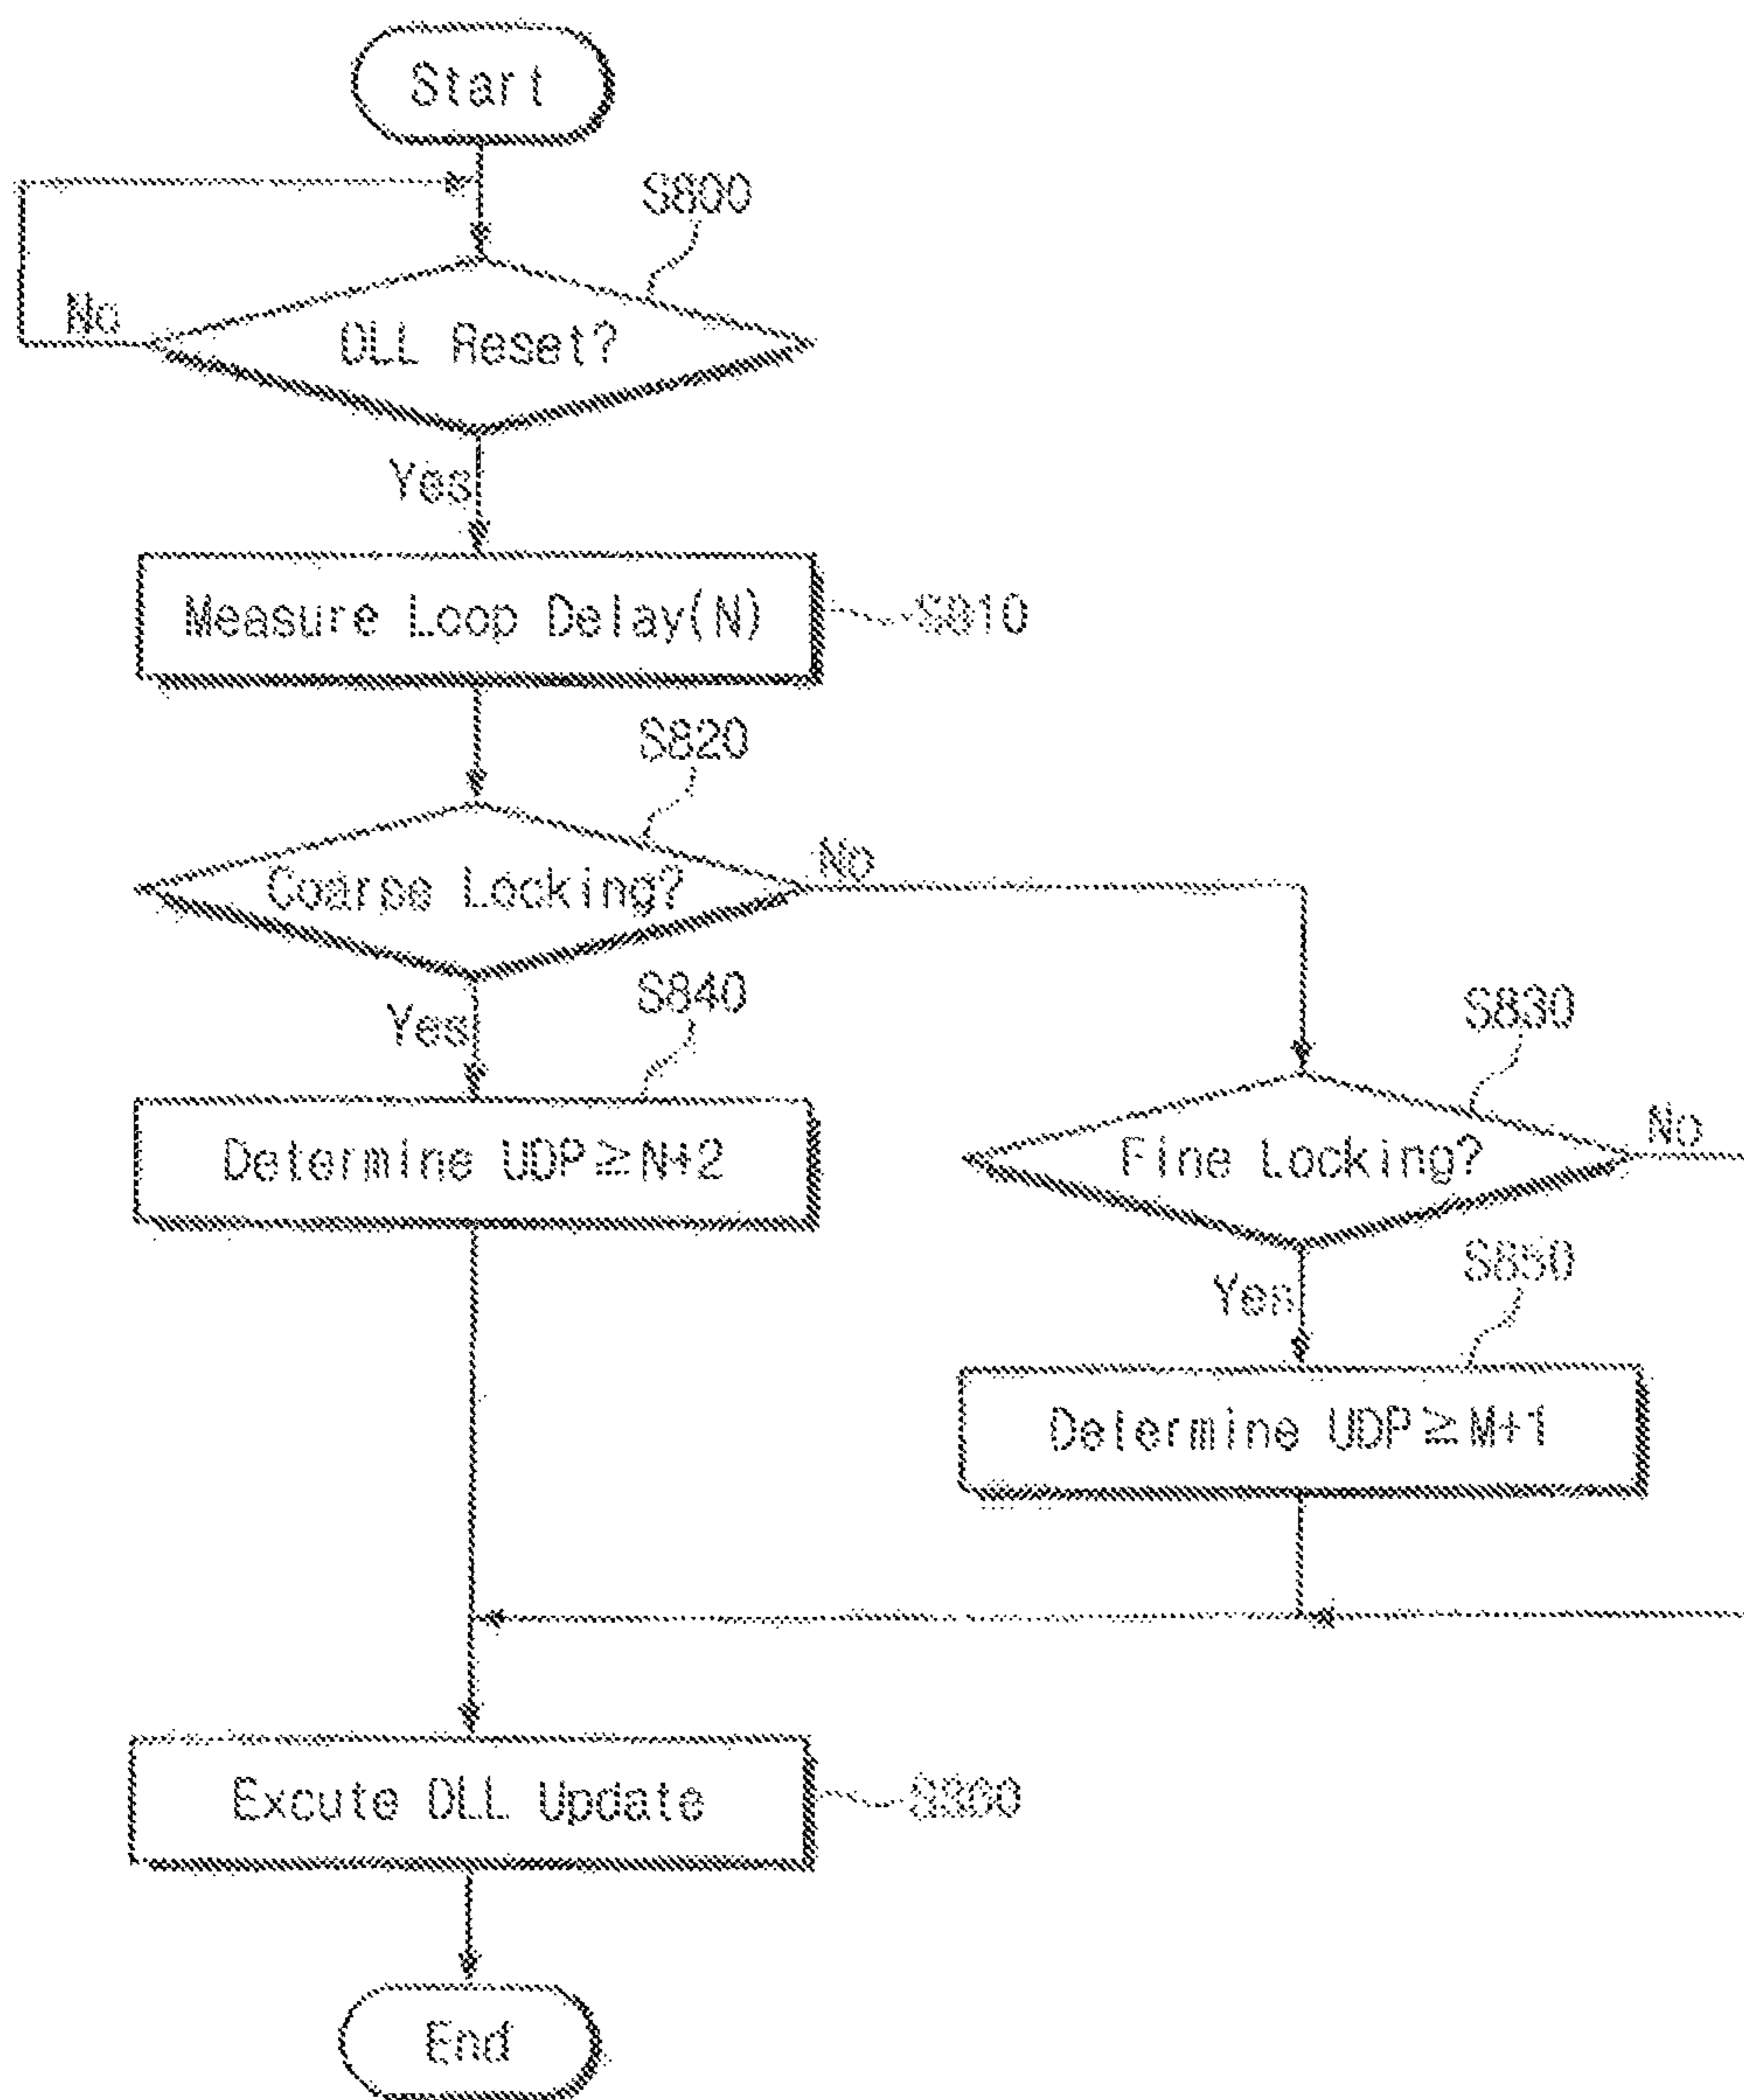 Start
S800
No
DLL Reset?
Yes
Measure Loop Delay(N)
S810
S820
Coarse Locking?
No
Yes
S840
S830
Determine UDP≥N+2
Fine Locking?
No
Yes
S850
Determine UDP≥M+1
Excute DLL Update
S860
End